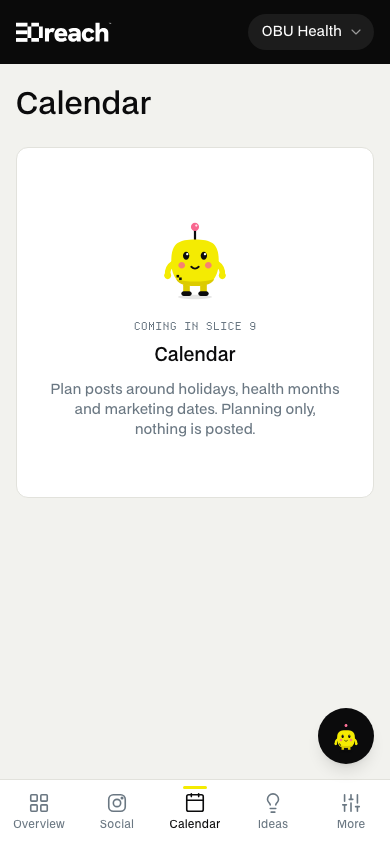 reach
OBU Health
Calendar
COMING IN SLICE 9
Calendar
Plan posts around holidays, health months
and marketing dates. Planning only,
nothing is posted.
Overview
Social
Calendar
Ideas
More